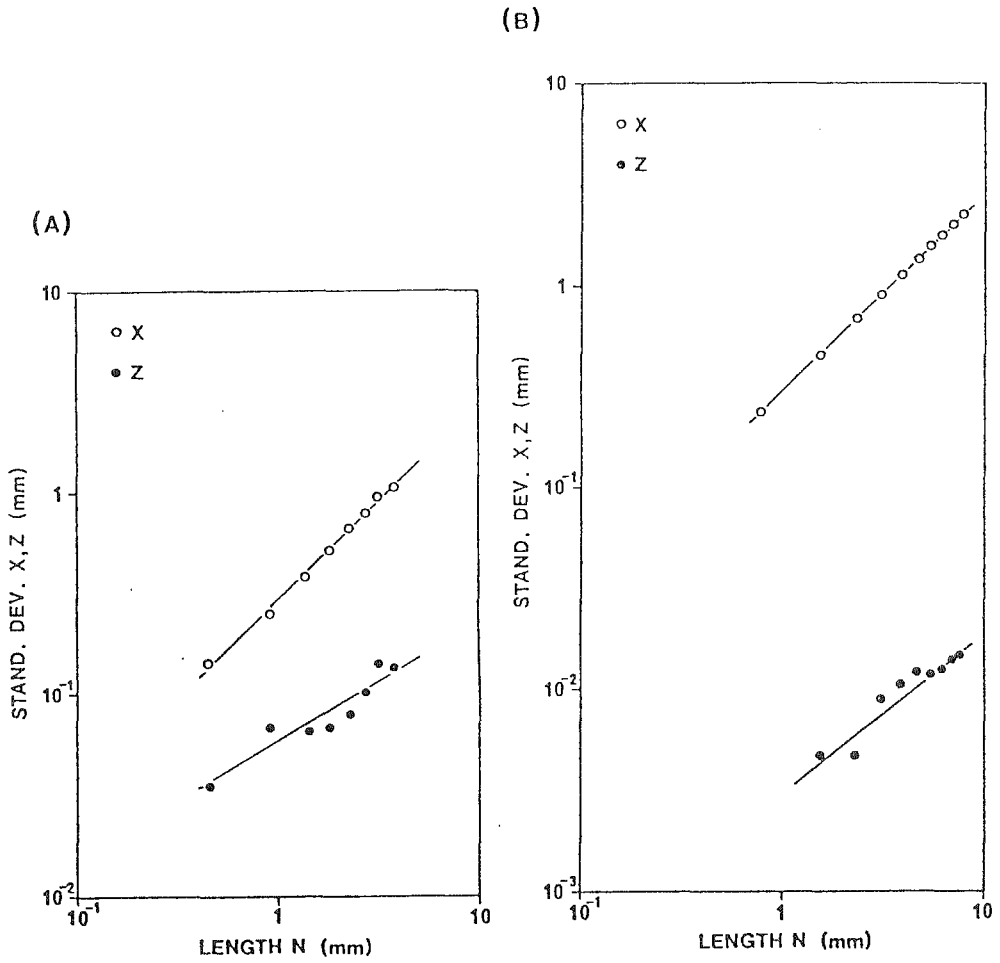 (A)
X
Z
10
1
10⁻¹
10⁻²
STAND. DEV. X, Z (mm)
10⁻¹
1
10
LENGTH N (mm)
(B)
X
Z
10
1
10⁻¹
10⁻²
10⁻³
STAND. DEV. X, Z (mm)
10⁻¹
1
10
LENGTH N (mm)